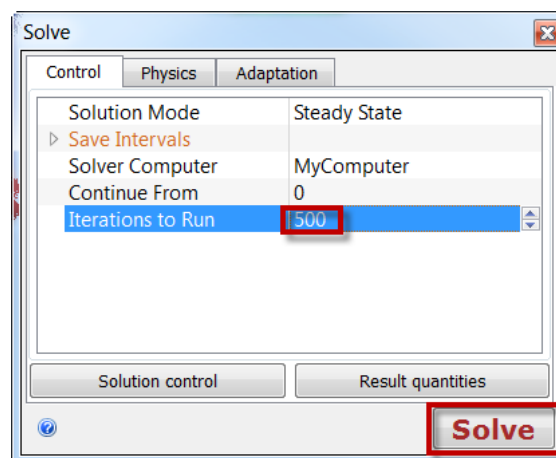 Solve
Control Physics Adaptation
Solution Mode Steady State
Save Intervals
Solver Computer MyComputer
Continue From 0
Iterations to Run 500
Solution control Result quantities
Solve